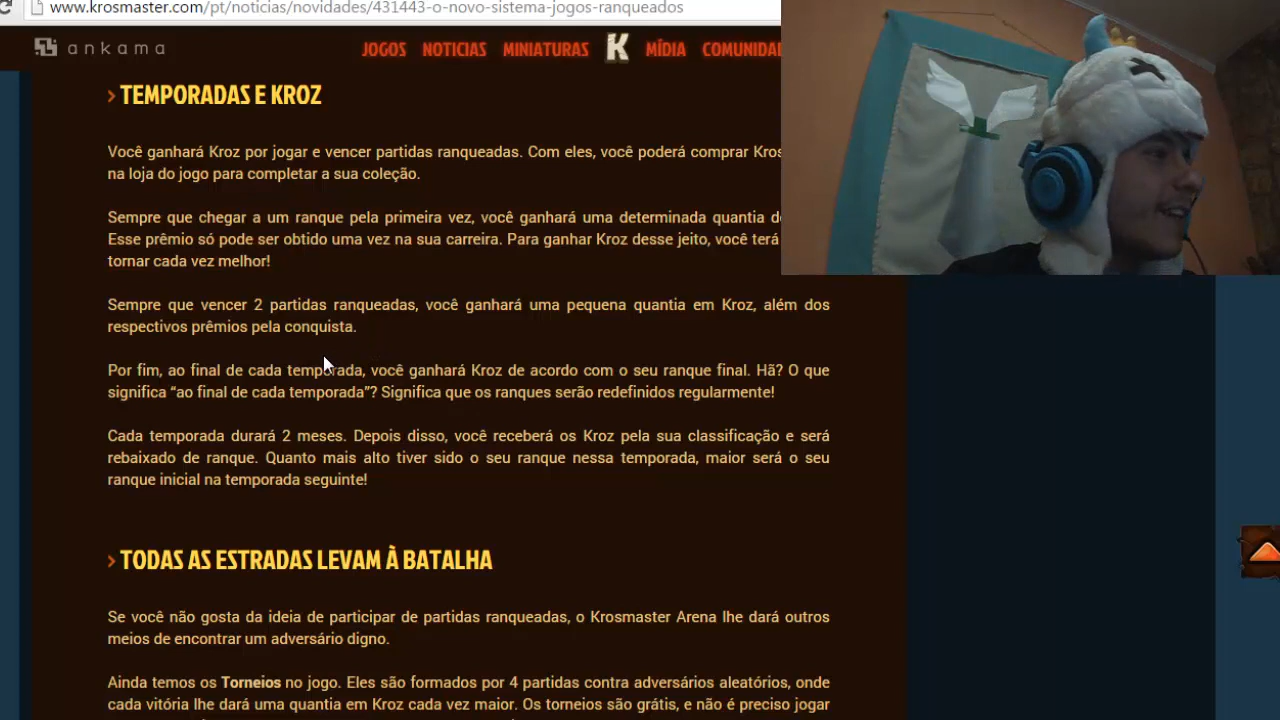 www.krosmaster.com/pt/noticias/novidades/431443-o-novo-sistema-jogos-ranqueados
ankama JOGOS NOTICIAS MINIATURAS K MÍDIA
TEMPORADAS E KROZ
Você ganhará Kroz por jogar e vencer partidas ranqueadas. Com eles, você poderá comprar
na loja do jogo para completar a sua coleção.
Sempre que chegar a um ranque pela primeira vez, você ganhará uma determinada quantia
Esse prêmio só pode ser obtido uma vez na sua carreira. Para ganhar Kroz desse jeito, você terá
tornar cada vez melhor!
Sempre que vencer 2 partidas ranqueadas, você ganhará uma pequena quantia em Kroz, além dos
respectivos prêmios pela conquista.
Por fim, ao final de cada temporada, você ganhará Kroz de acordo com o seu ranque final. Hã? O que
significa “ao final de cada temporada”? Significa que os ranques serão redefinidos regularmente!
Cada temporada durará 2 meses. Depois disso, você receberá os Kroz pela sua classificação e será
rebaixado de ranque. Quanto mais alto tiver sido o seu ranque nessa temporada, maior será o seu
ranque inicial na temporada seguinte!
TODAS AS ESTRADAS LEVAM À BATALHA
Se você não gosta da ideia de participar de partidas ranqueadas, o Krosmaster Arena lhe dará outros
meios de encontrar um adversário digno.
Ainda temos os Torneios no jogo. Eles são formados por 4 partidas contra adversários aleatórios, onde
cada vitória lhe dará uma quantia em Kroz cada vez maior. Os torneios são grátis, e não é preciso jogar